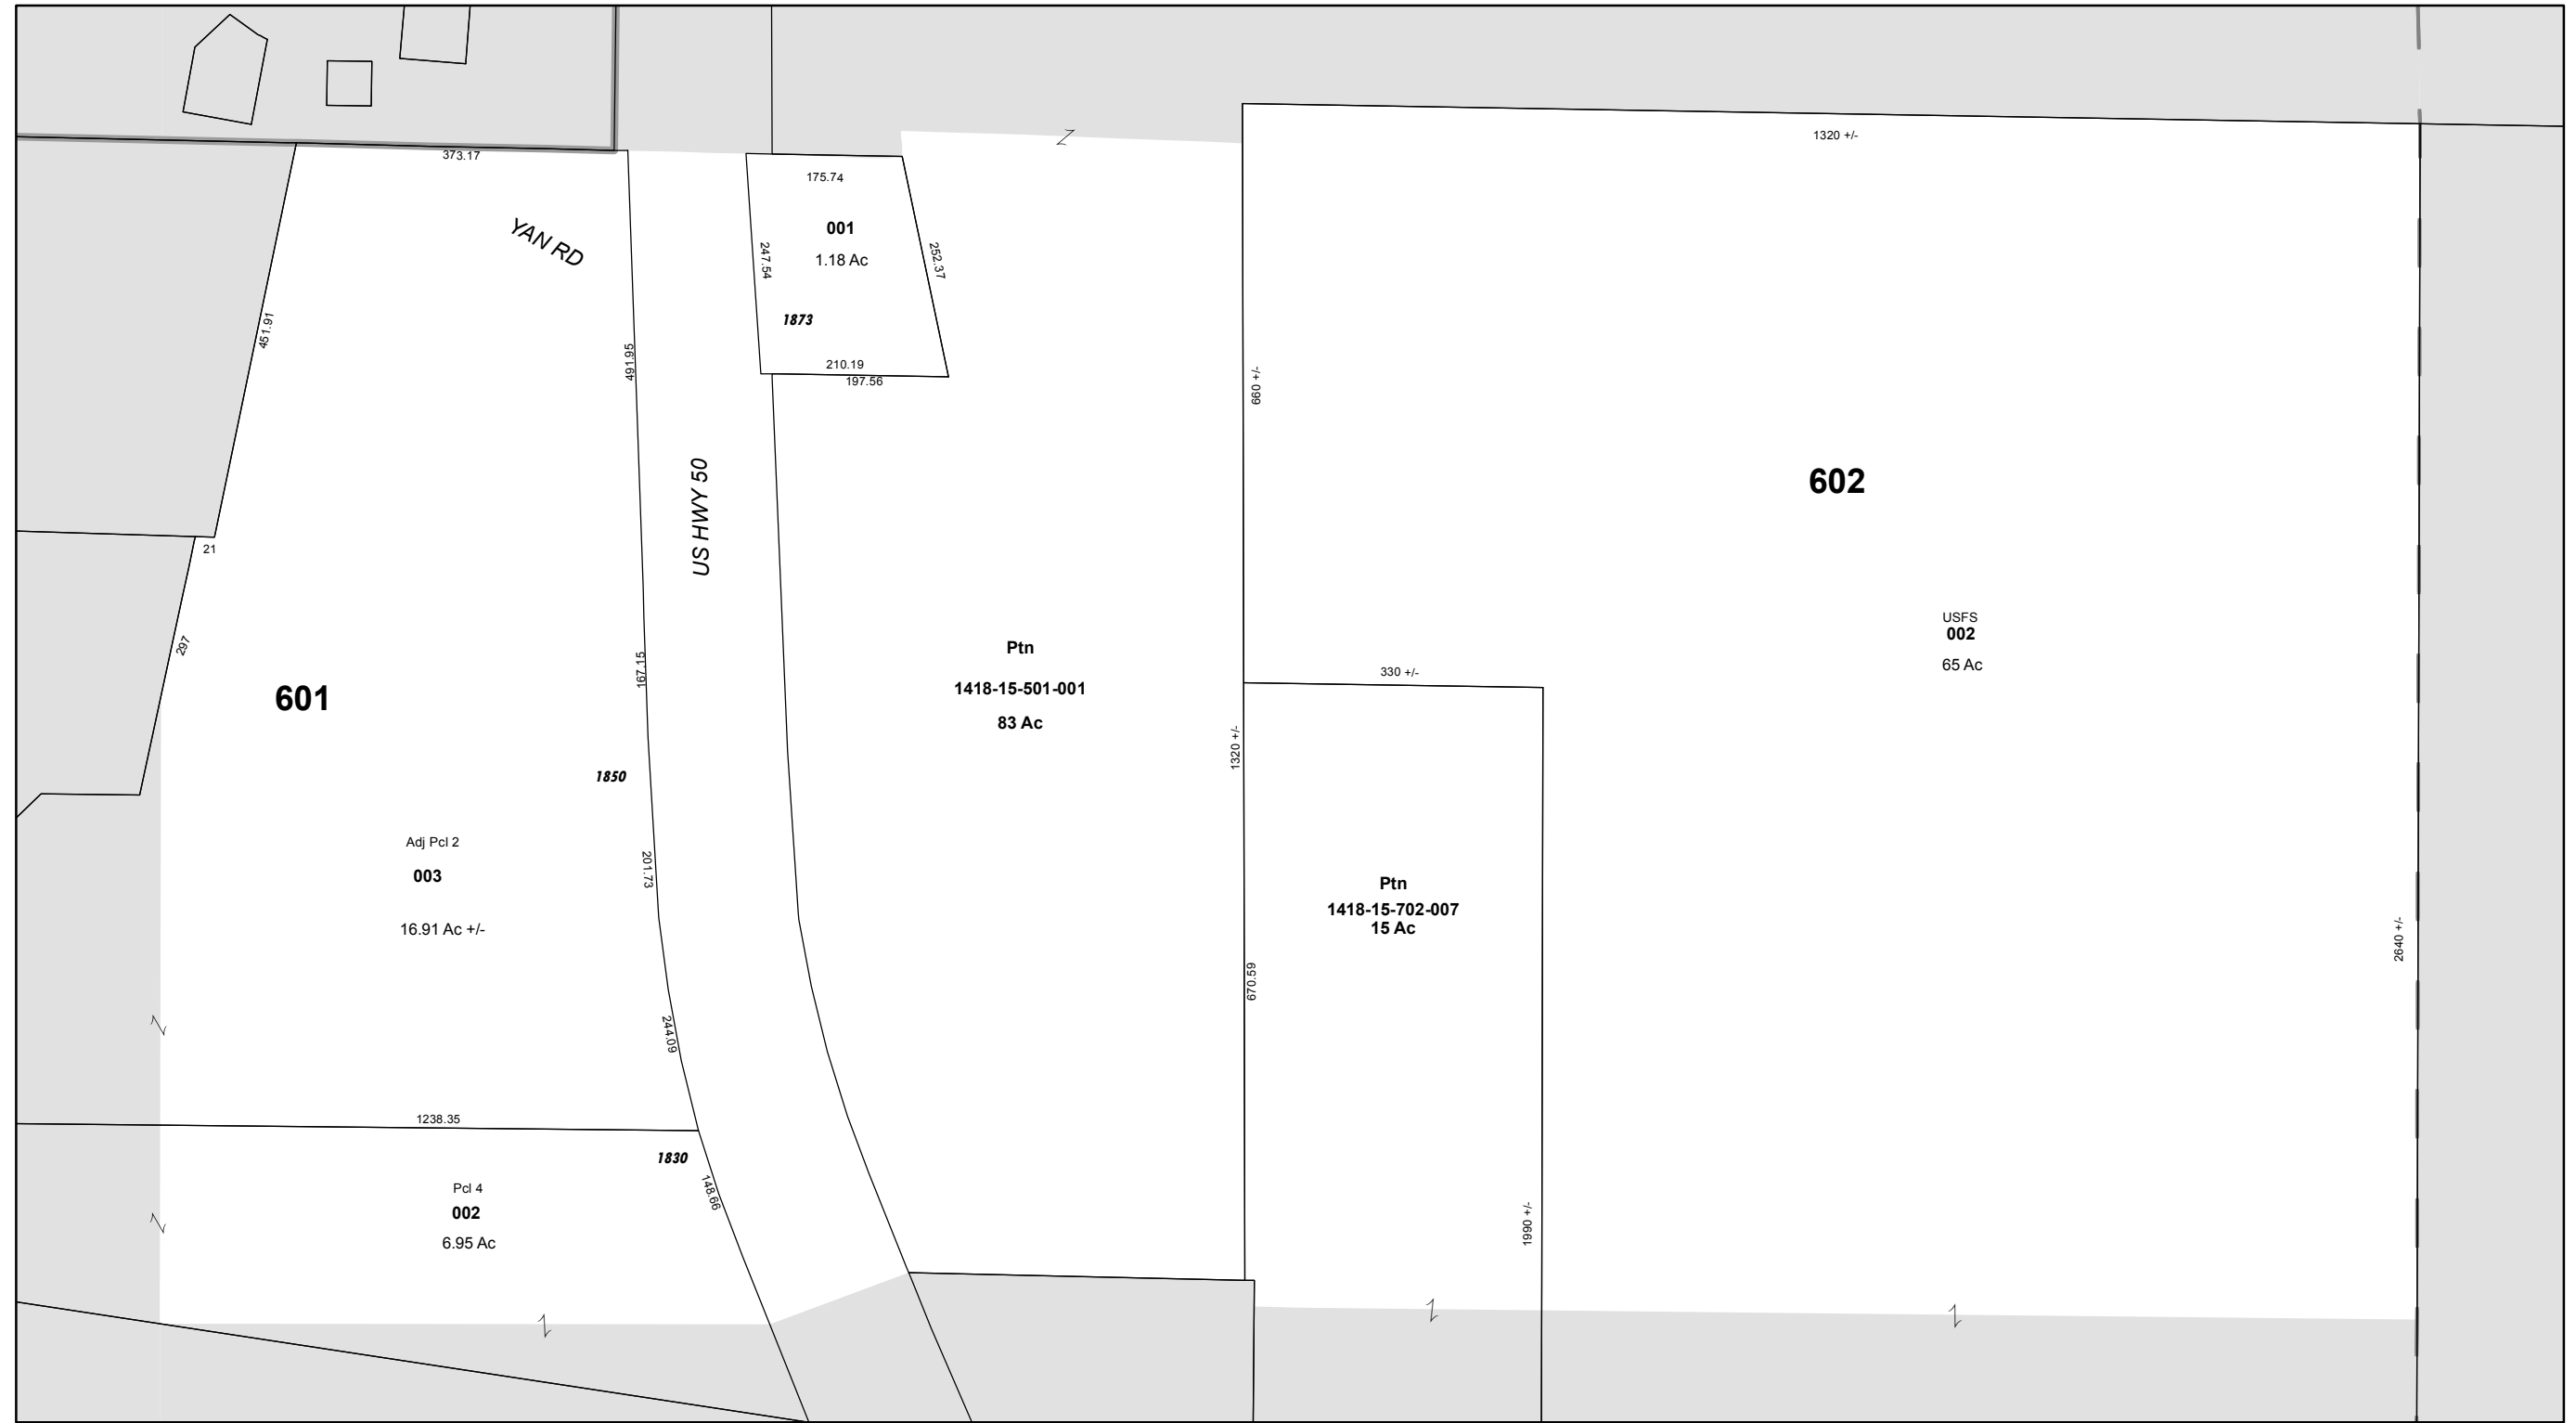 1320 +/-
373.17
175.74
YAN RD
001
1.18 Ac
247.54
252.37
1873
210.19
197.56
451.91
491.95
660 +/-
602
US HWY 50
21
297
USFS
002
65 Ac
Ptn
1418-15-501-001
83 Ac
330 +/-
167.15
601
1320 +/-
1850
Adj Pcl 2
003
16.91 Ac +/-
201.73
Ptn
1418-15-702-007
15 Ac
2640 +/-
670.59
244.09
1238.35
1830
148.66
Pcl 4
002
6.95 Ac
1990 +/-